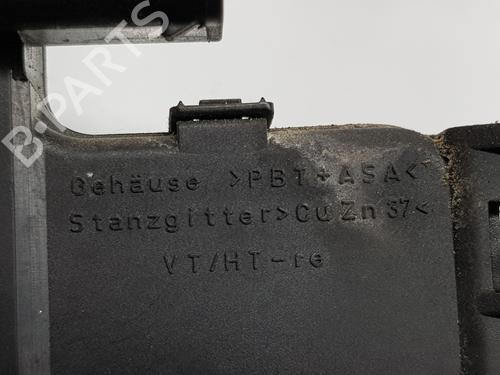 B-PARTS
Gehäuse >PBT+ASA<
Stanzgitter>CuZn37<
VT/HT-re